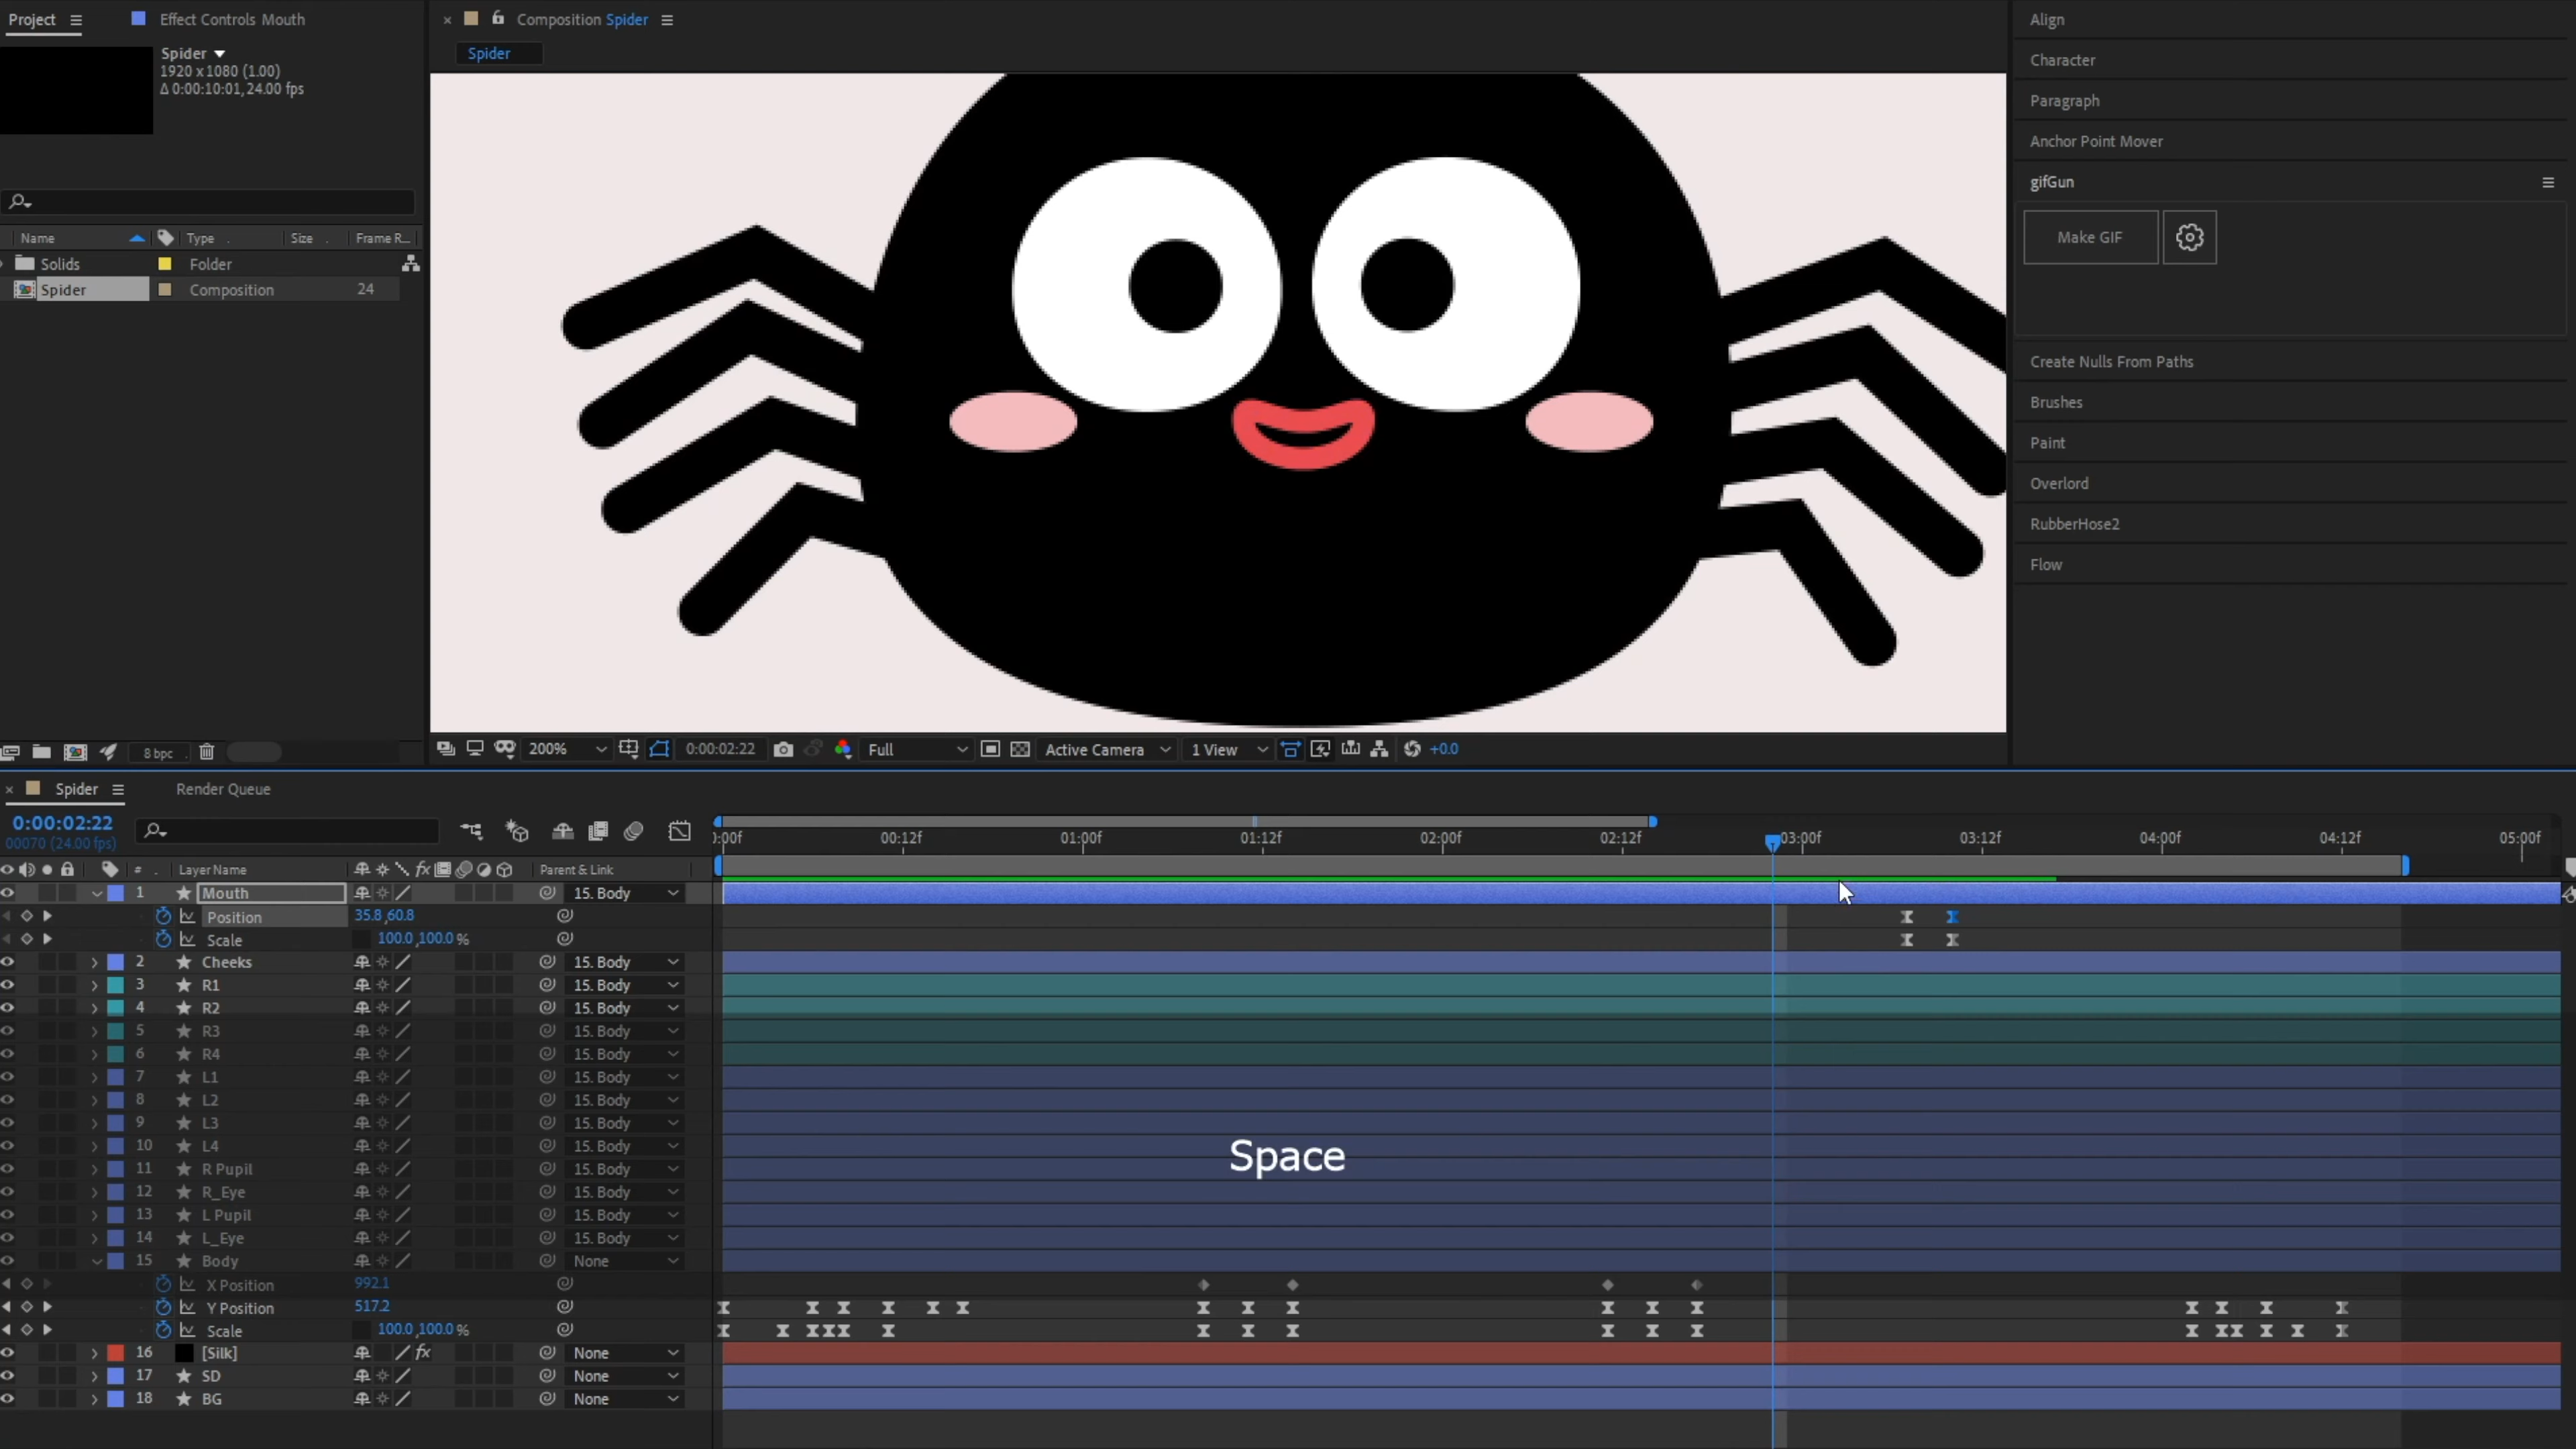 Project
Effect Controls Mouth
Spider
1920 x 1080 (1.00)
Δ 0:00:10:01, 24.00 fps
Name Type Size Frame R...
Solids Folder
Spider Composition 24
8 bpc
Composition Spider
Spider
200%
0:00:02:22
Full
Active Camera
1 View
+0.0
Align
Character
Paragraph
Anchor Point Mover
gifGun
Make GIF
Create Nulls From Paths
Brushes
Paint
Overlord
RubberHose2
Flow
Spider
Render Queue
0:00:02:22
00070 (24.00 fps)
:00f 00:12f 01:00f 01:12f 02:00f 02:12f 03:00f 03:12f 04:00f 04:12f 05:00f
# Layer Name fx Parent & Link
1 Mouth 15. Body
Position 35.8,60.8
Scale 100.0,100.0 %
2 Cheeks 15. Body
3 R1 15. Body
4 R2 15. Body
5 R3 15. Body
6 R4 15. Body
7 L1 15. Body
8 L2 15. Body
9 L3 15. Body
10 L4 15. Body
11 R Pupil 15. Body
12 R_Eye 15. Body
13 L Pupil 15. Body
14 L_Eye 15. Body
15 Body None
X Position 992.1
Y Position 517.2
Scale 100.0,100.0 %
16 [Silk] fx None
17 SD None
18 BG None
Space